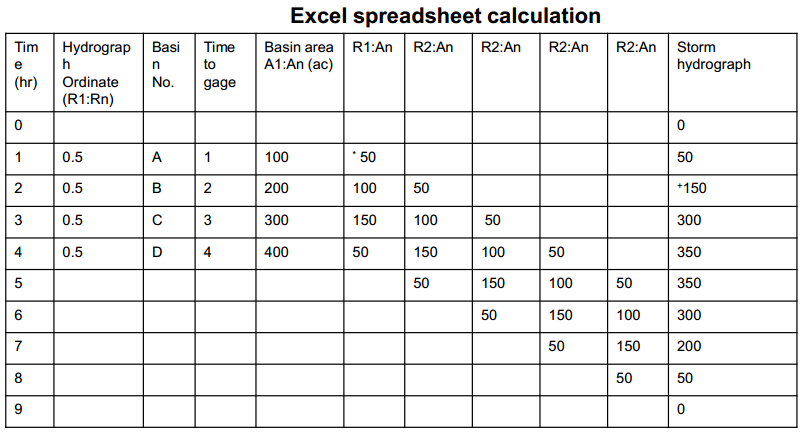 Excel spreadsheet calculation
Tim e (hr) Hydrograp h Ordinate (R1:Rn) Basi n No. Time to gage Basin area A1:An (ac) R1:An R2:An R2:An R2:An R2:An Storm hydrograph
0 0
1 0.5 A 1 100 * 50 50
2 0.5 B 2 200 100 50 +150
3 0.5 C 3 300 150 100 50 300
4 0.5 D 4 400 50 150 100 50 350
5 50 150 100 50 350
6 50 150 100 300
7 50 150 200
8 50 50
9 0